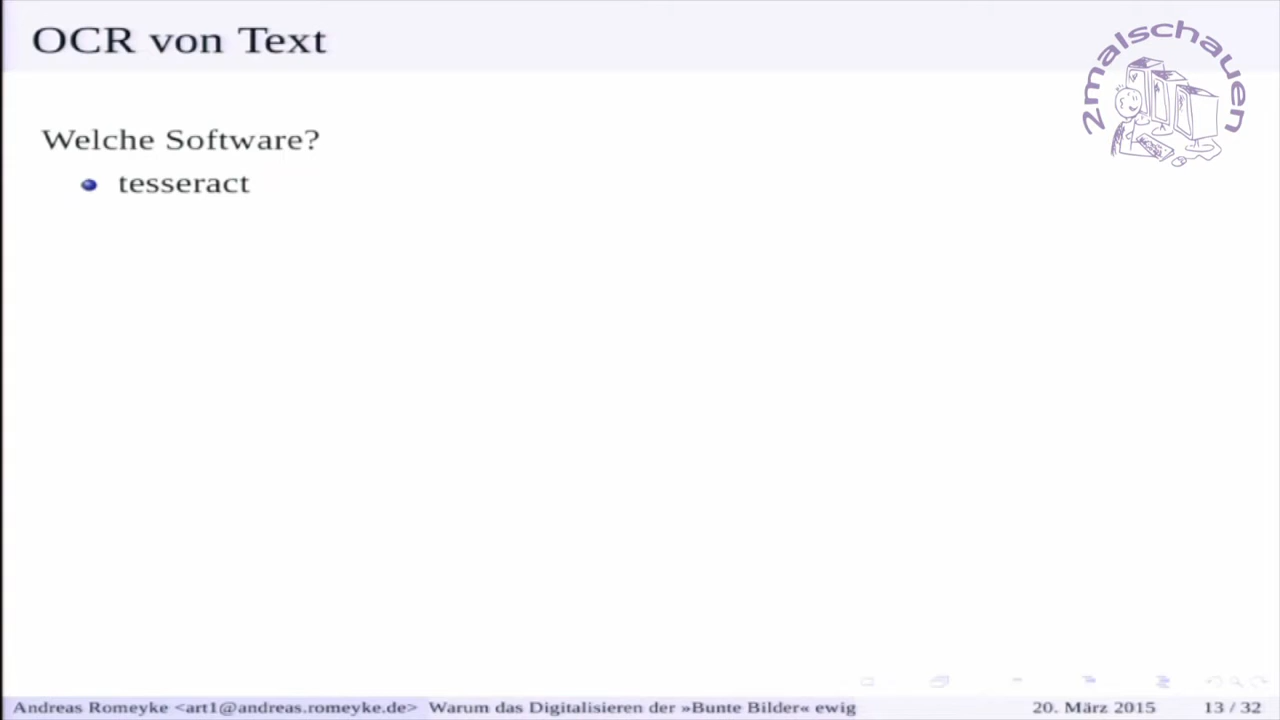 OCR von Text
2malschauen
Welche Software?
tesseract
Andreas Romeyke <art1@andreas.romeyke.de> Warum das Digitalisieren der »Bunte Bilder« ewig 20. März 2015 13 / 32